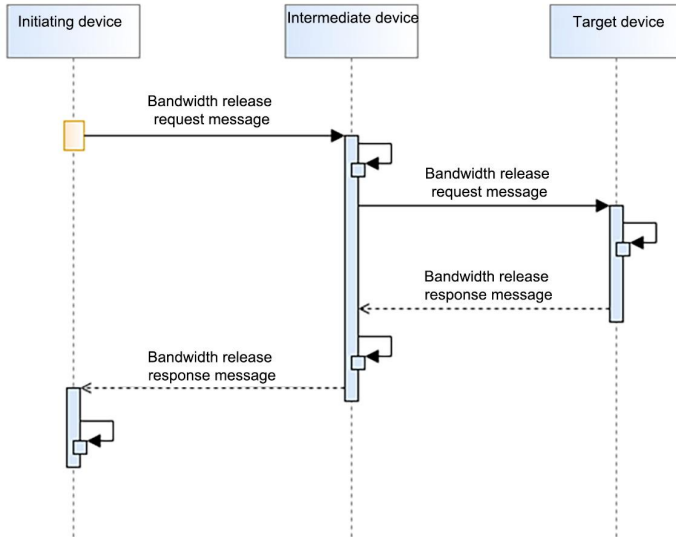 Initiating device
Intermediate device
Target device
Bandwidth release
request message
Bandwidth release
request message
Bandwidth release
response message
Bandwidth release
response message